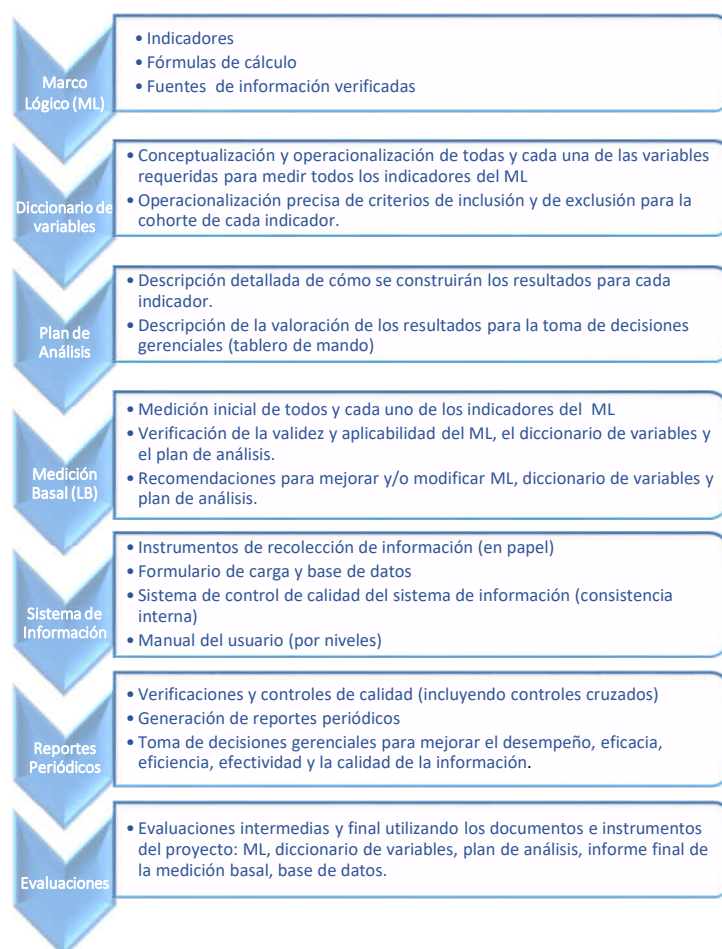 Marco
Lógico (ML)
• Indicadores
• Fórmulas de cálculo
• Fuentes de información verificadas
Diccionario de
variables
• Conceptualización y operacionalización de todas y cada una de las variables
requeridas para medir todos los indicadores del ML
• Operacionalización precisa de criterios de inclusión y de exclusión para la
cohorte de cada indicador.
Plan de
Análisis
• Descripción detallada de cómo se construirán los resultados para cada
indicador.
• Descripción de la valoración de los resultados para la toma de decisiones
gerenciales (tablero de mando)
Medición
Basal (LB)
• Medición inicial de todos y cada uno de los indicadores del ML
• Verificación de la validez y aplicabilidad del ML, el diccionario de variables y
el plan de análisis.
• Recomendaciones para mejorar y/o modificar ML, diccionario de variables y
plan de análisis.
Sistema de
Información
• Instrumentos de recolección de información (en papel)
• Formulario de carga y base de datos
• Sistema de control de calidad del sistema de información (consistencia
interna)
• Manual del usuario (por niveles)
Reportes
Periódicos
• Verificaciones y controles de calidad (incluyendo controles cruzados)
• Generación de reportes periódicos
• Toma de decisiones gerenciales para mejorar el desempeño, eficacia,
eficiencia, efectividad y la calidad de la información.
Evaluaciones
• Evaluaciones intermedias y final utilizando los documentos e instrumentos
del proyecto: ML, diccionario de variables, plan de análisis, informe final de
la medición basal, base de datos.